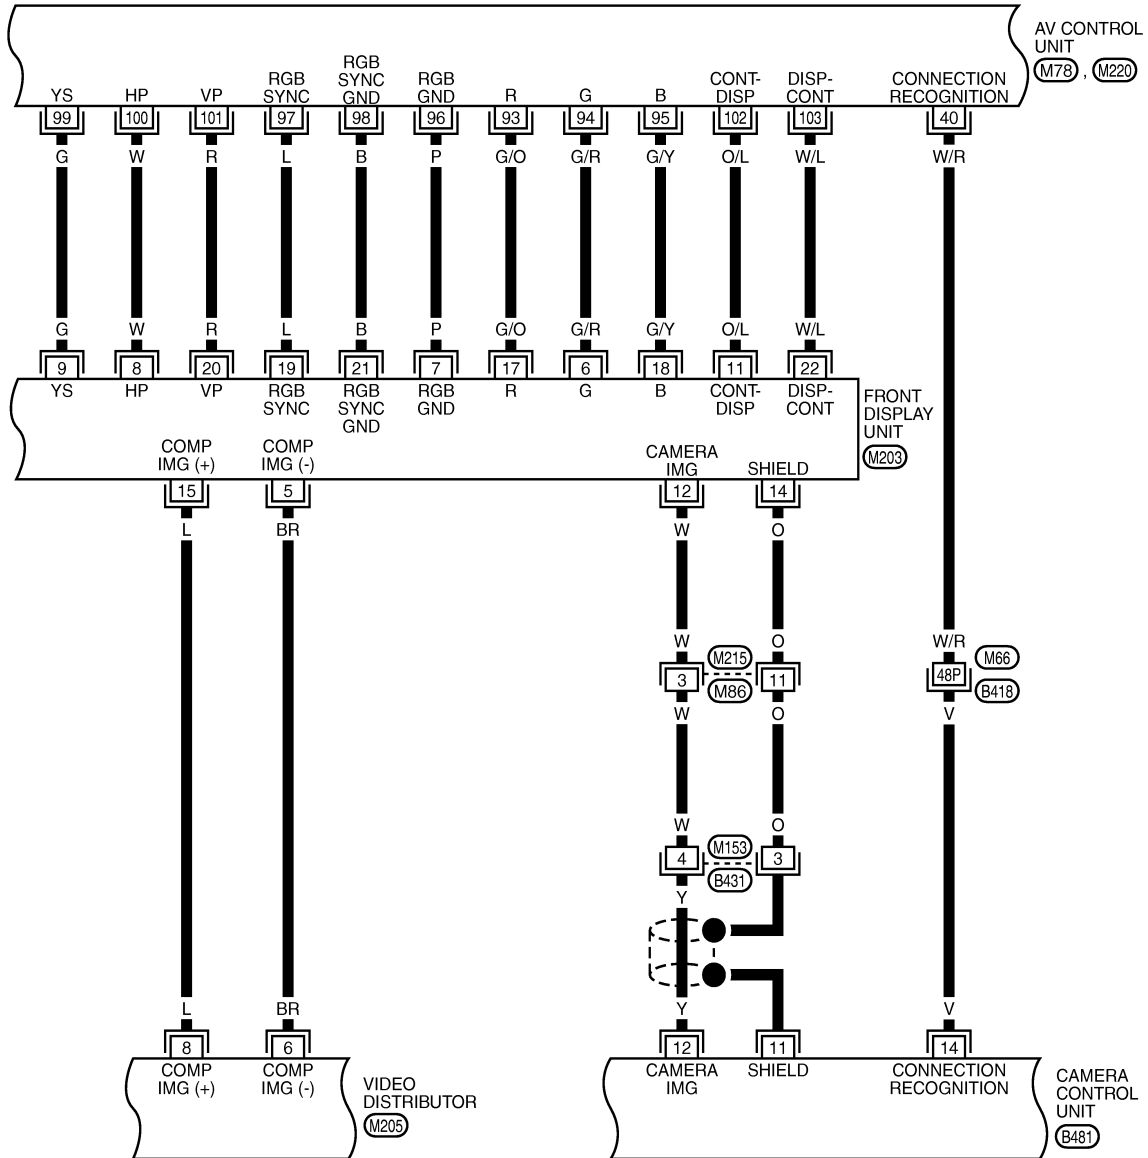 AV CONTROL
UNIT
M78 , M220
YS HP VP RGB SYNC RGB SYNC GND RGB GND R G B CONT-DISP DISP-CONT CONNECTION RECOGNITION
99 100 101 97 98 96 93 94 95 102 103 40
G W R L B P G/O G/R G/Y O/L W/L W/R
G W R L B P G/O G/R G/Y O/L W/L
9 8 20 19 21 7 17 6 18 11 22
YS HP VP RGB SYNC RGB SYNC GND RGB GND R G B CONT-DISP DISP-CONT
FRONT
DISPLAY
UNIT
M203
COMP IMG (+) COMP IMG (-) CAMERA IMG SHIELD
15 5 12 14
L BR W O
W O W/R
M215 M66
3 11 48P
M86 B418
W O V
W O
M153
4 3
B431
Y
L BR Y V
8 6 12 11 14
COMP IMG (+) COMP IMG (-) CAMERA IMG SHIELD CONNECTION RECOGNITION
VIDEO
DISTRIBUTOR
M205
CAMERA
CONTROL
UNIT
B481